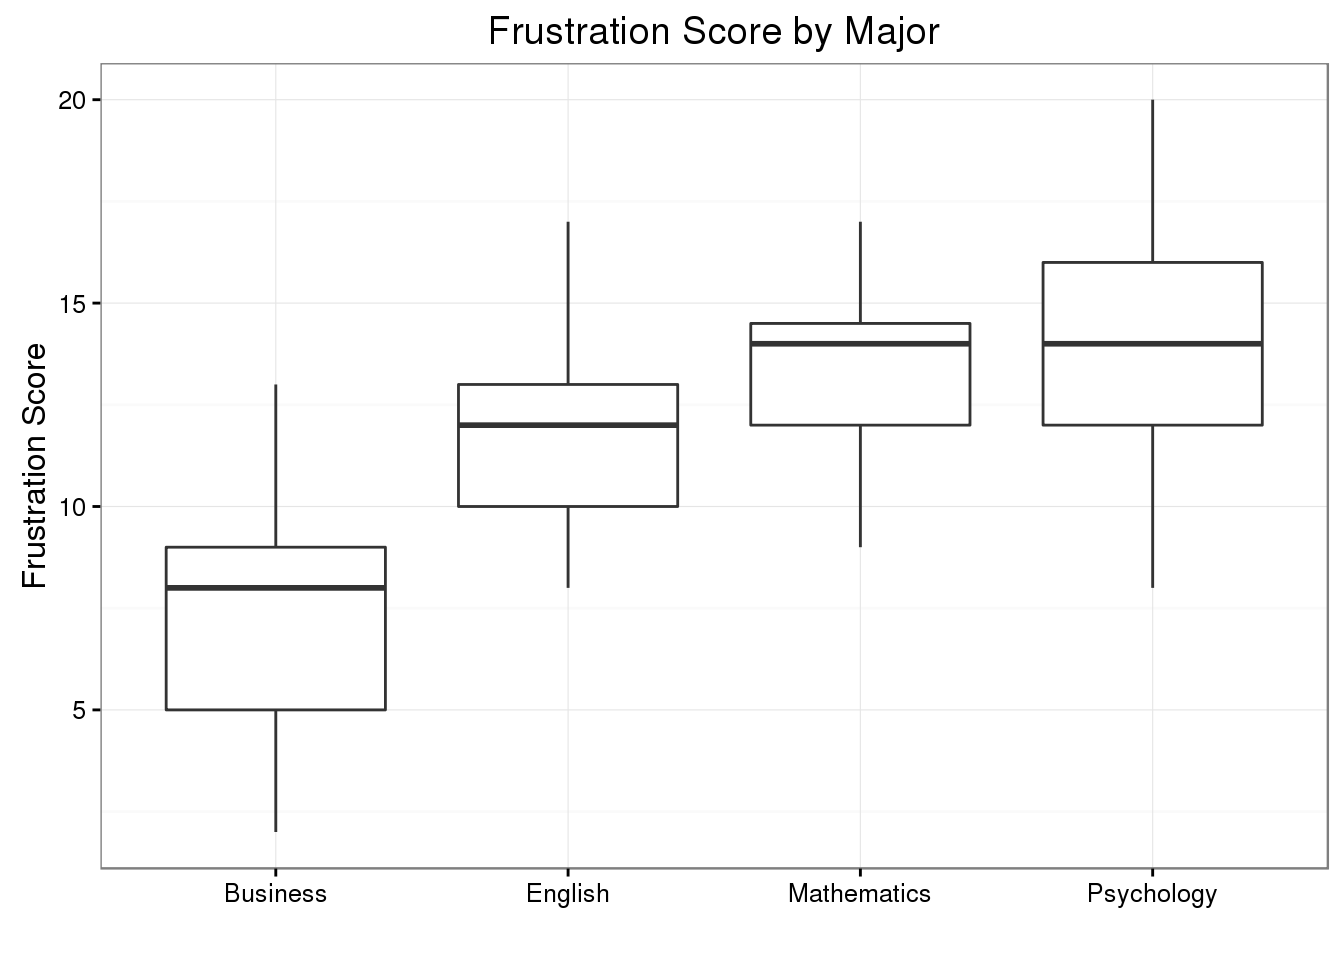 Frustration Score by Major
Frustration Score
20
15
10
5
Business
English
Mathematics
Psychology